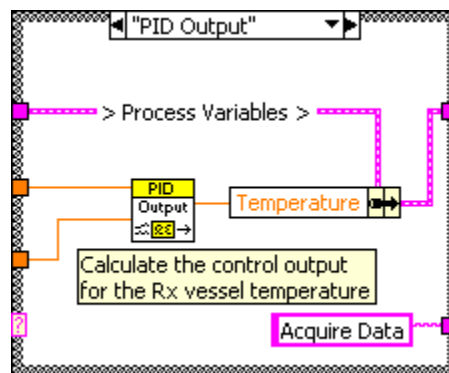 "PID Output"
> Process Variables >
PID
Output
Temperature
Calculate the control output
for the Rx vessel temperature
?
Acquire Data